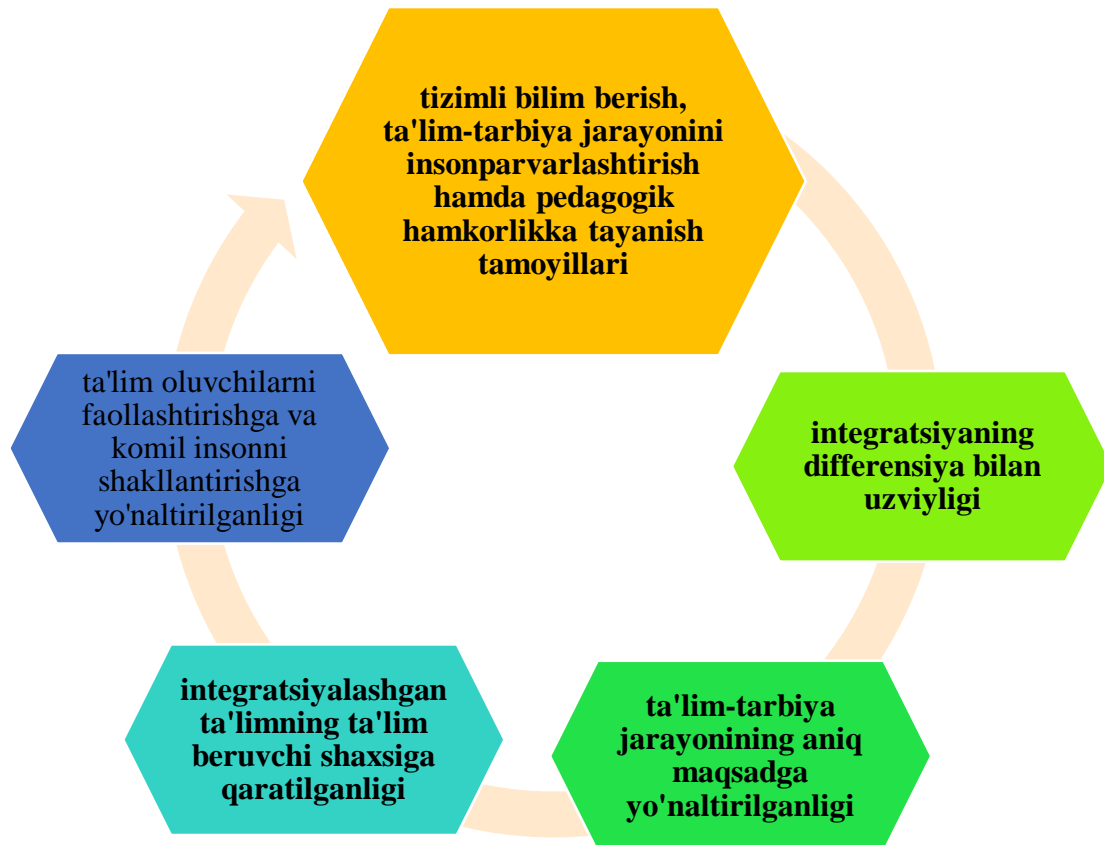 tizimli bilim berish,
ta'lim-tarbiya jarayonini
insonparvarlashtirish
hamda pedagogik
hamkorlikka tayanish
tamoyillari
integratsiyaning
differensiya bilan
uzviyligi
ta'lim-tarbiya
jarayonining aniq
maqsadga
yo'naltirilganligi
integratsiyalashgan
ta'limning ta'lim
beruvchi shaxsiga
qaratilganligi
ta'lim oluvchilarni
faollashtirishga va
komil insonni
shakllantirishga
yo'naltirilganligi